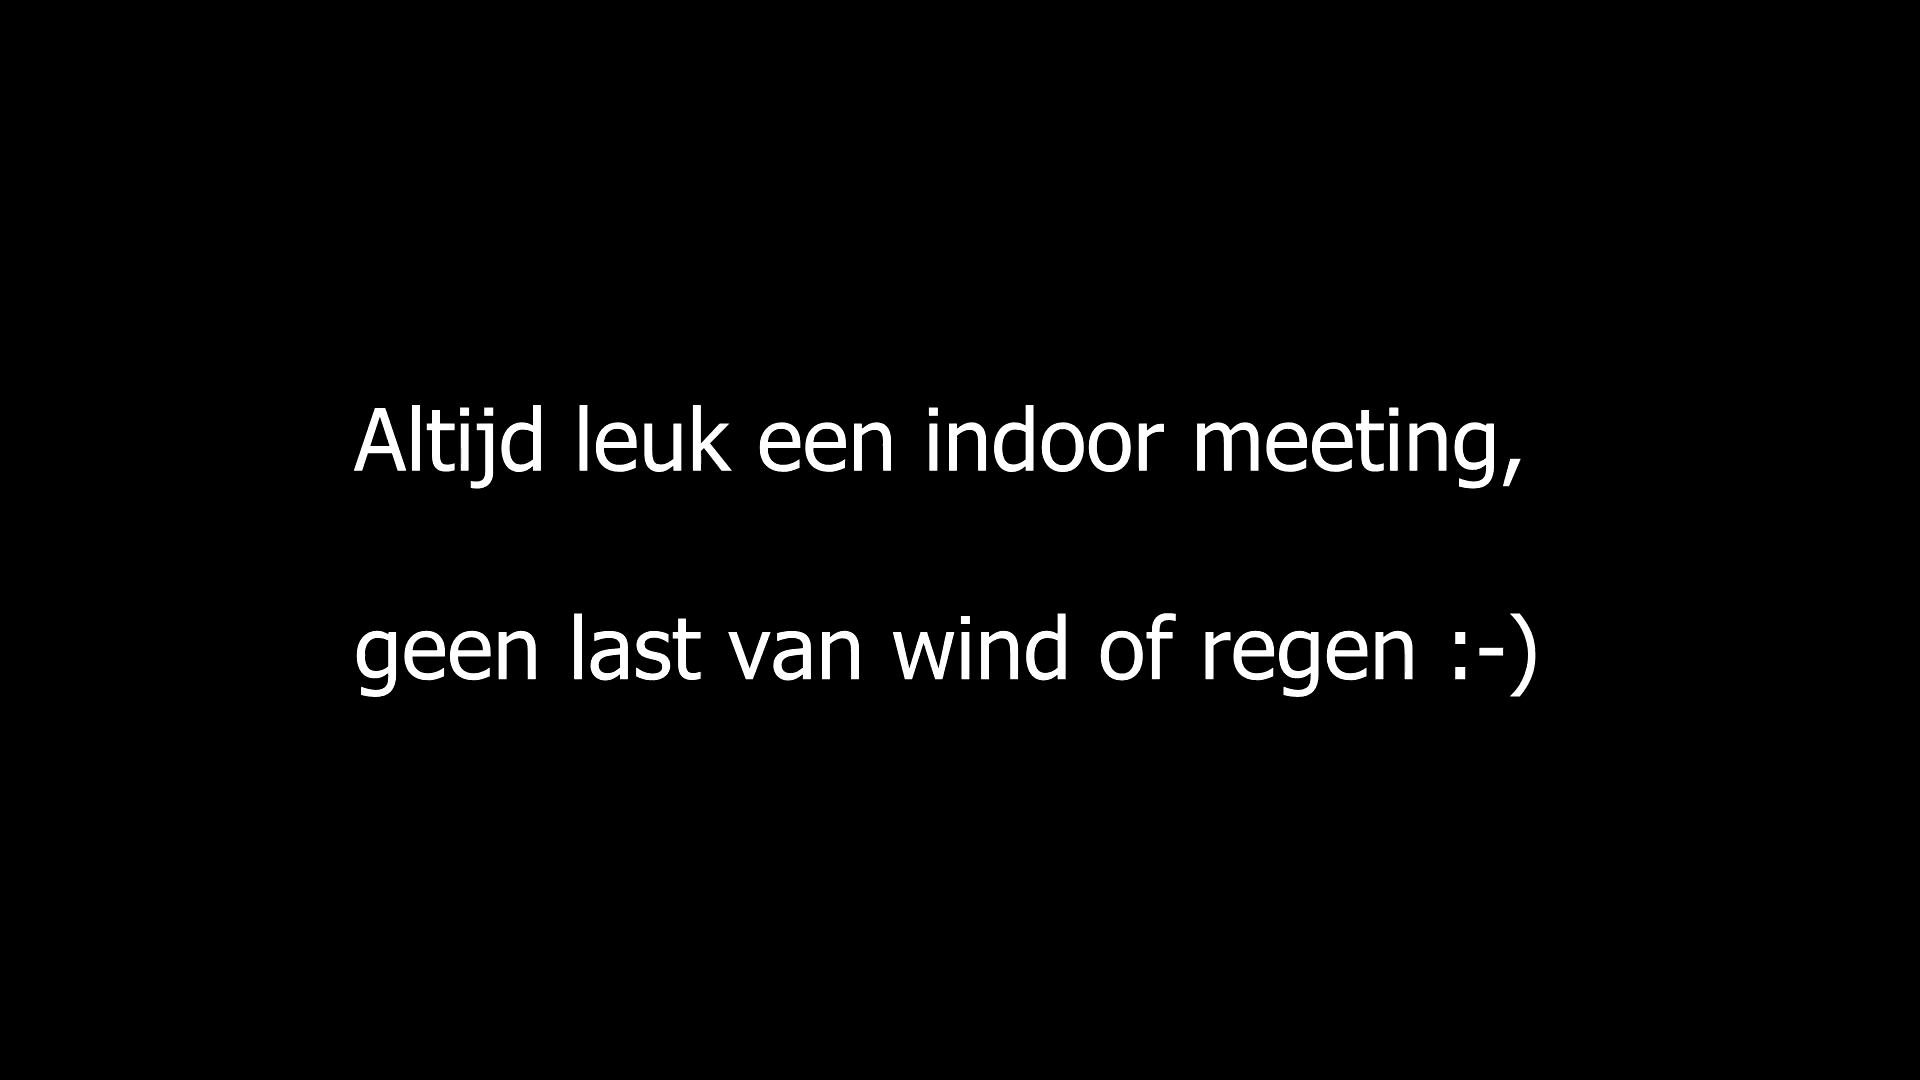 Altijd leuk een indoor meeting,
geen last van wind of regen :-)